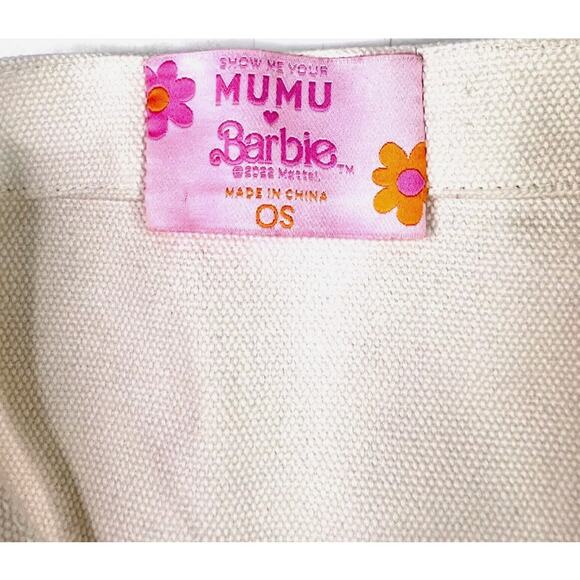 SHOW ME YOUR
MUMU
Barbie™
©2022 Mattel.
MADE IN CHINA
OS